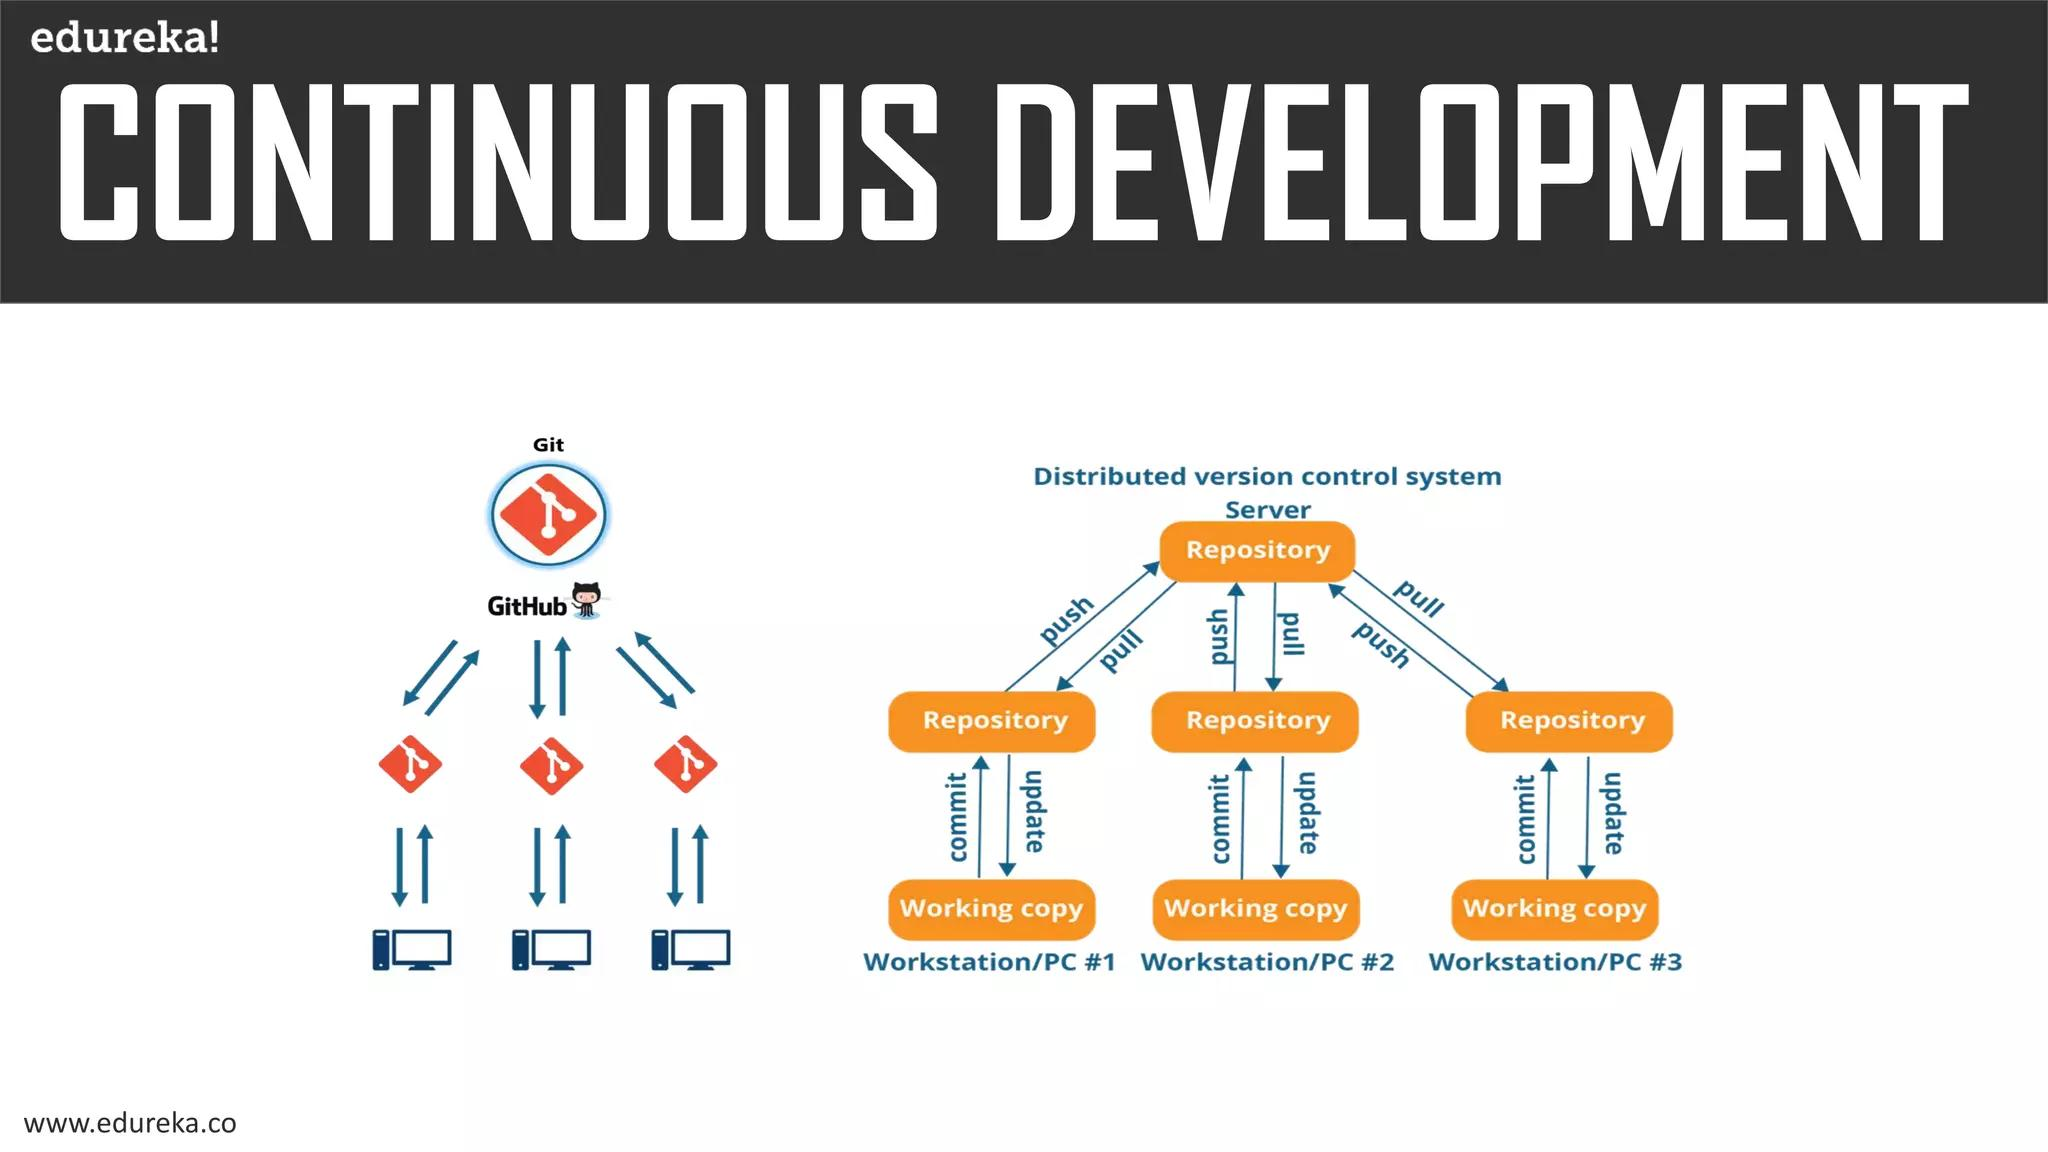 edureka!
CONTINUOUS DEVELOPMENT
Git
GitHub
Distributed version control system
Server
Repository
push
pull
push
pull
push
pull
Repository
Repository
Repository
commit
update
commit
update
commit
update
Working copy
Working copy
Working copy
Workstation/PC #1
Workstation/PC #2
Workstation/PC #3
www.edureka.co